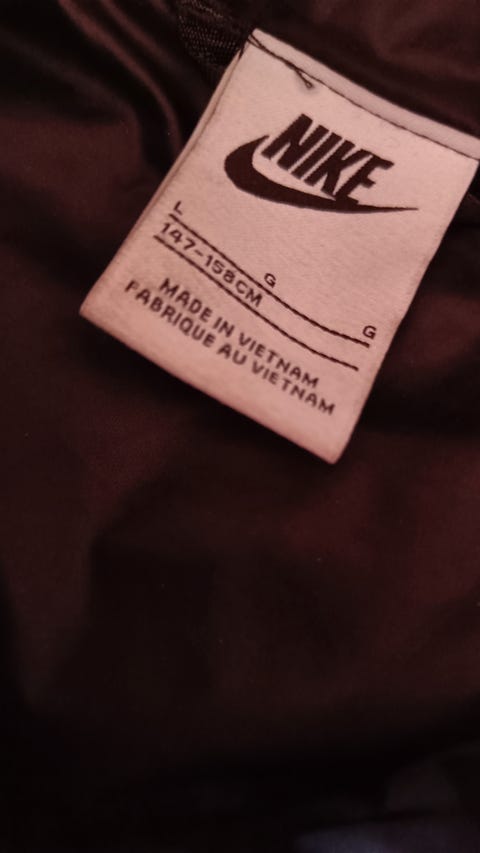 NIKE
L G G
147-158CM
MADE IN VIETNAM
FABRIQUE AU VIETNAM